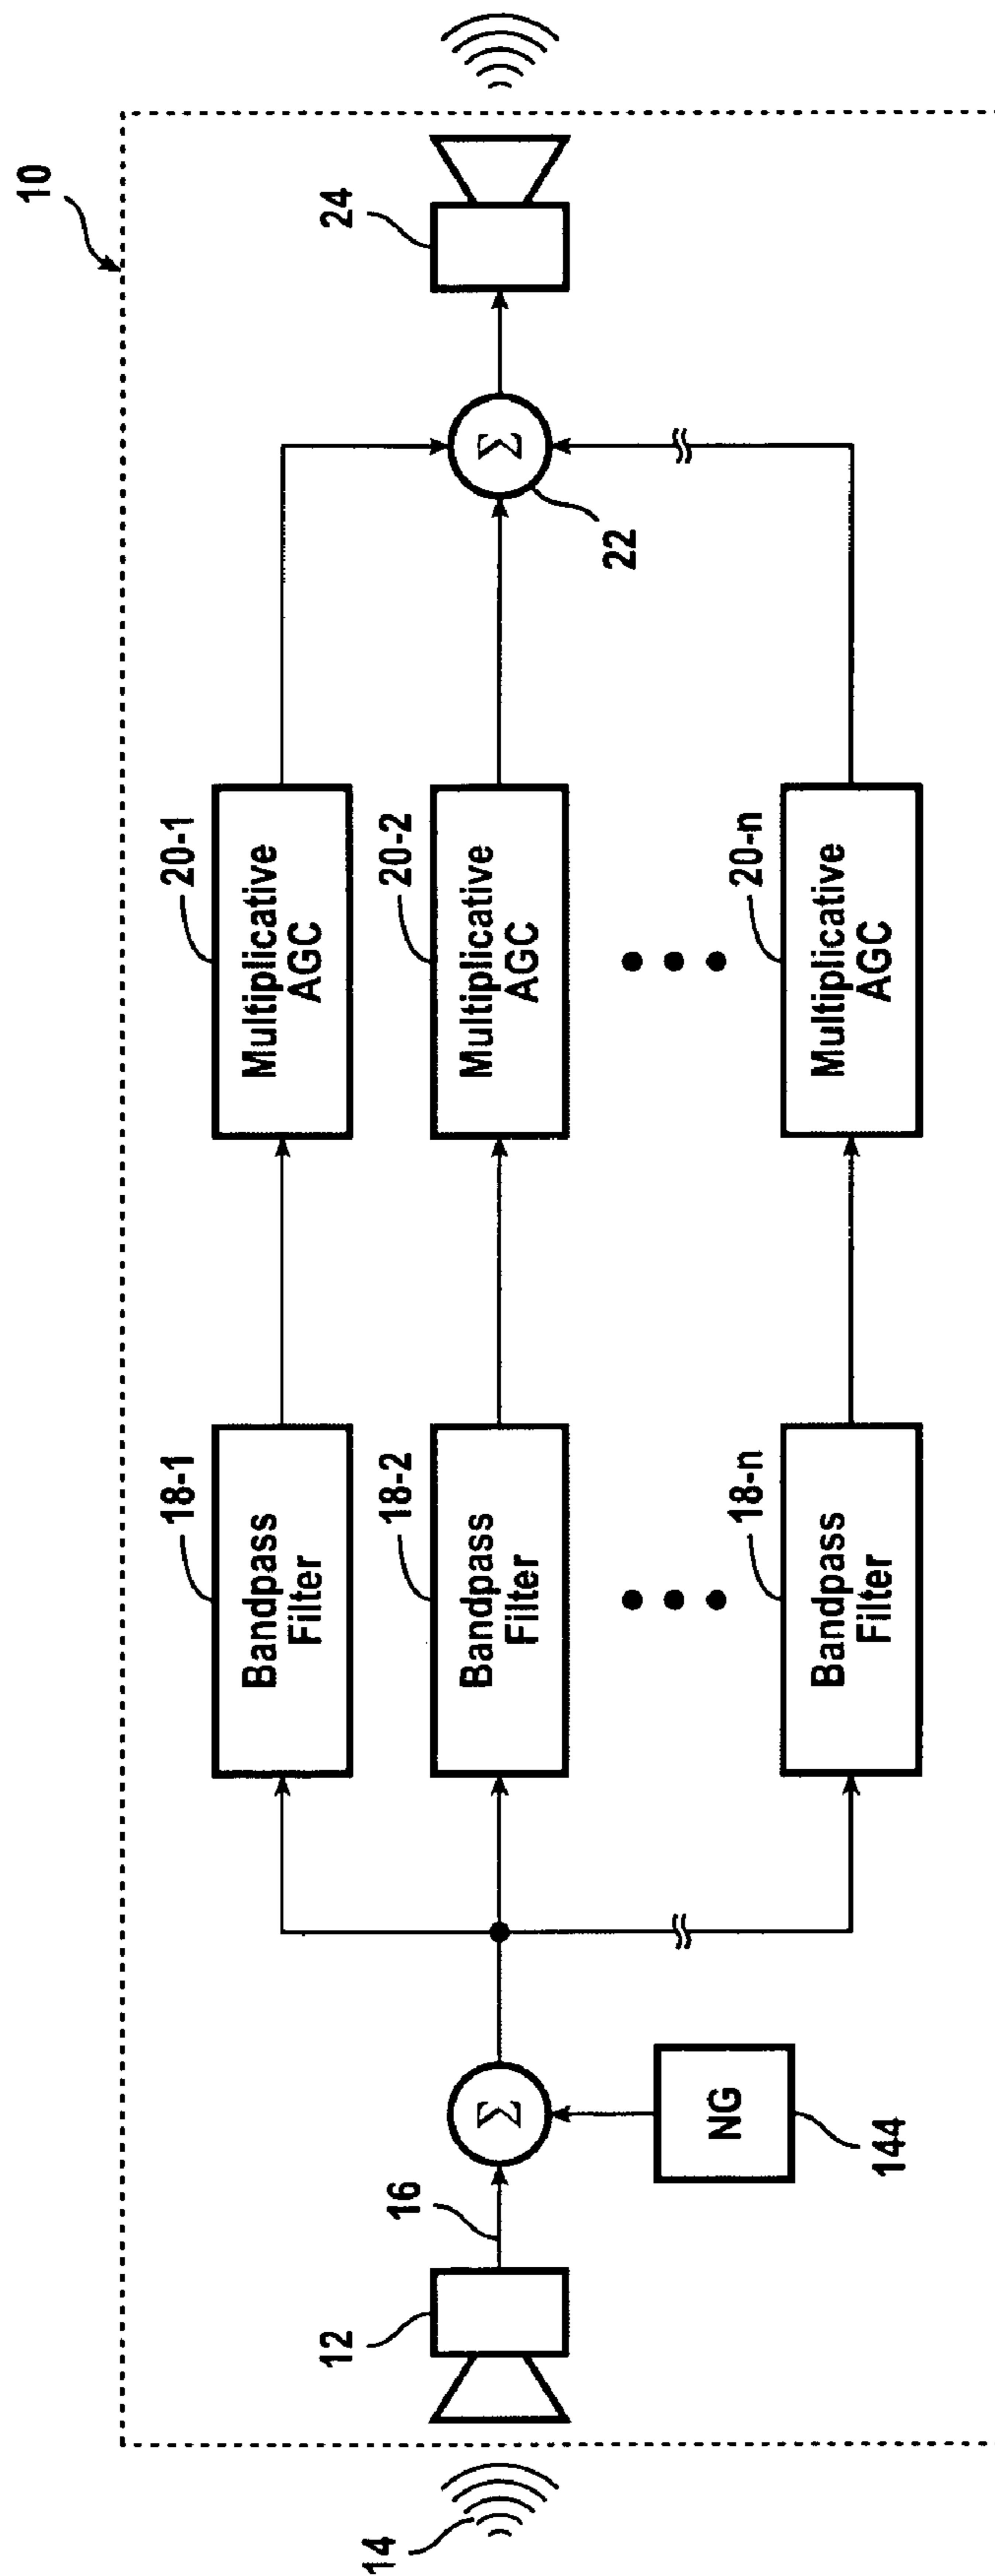 10
14
12
16
Σ
NG
144
18-1
Bandpass
Filter
18-2
Bandpass
Filter
18-n
Bandpass
Filter
20-1
Multiplicative
AGC
20-2
Multiplicative
AGC
20-n
Multiplicative
AGC
Σ
22
24